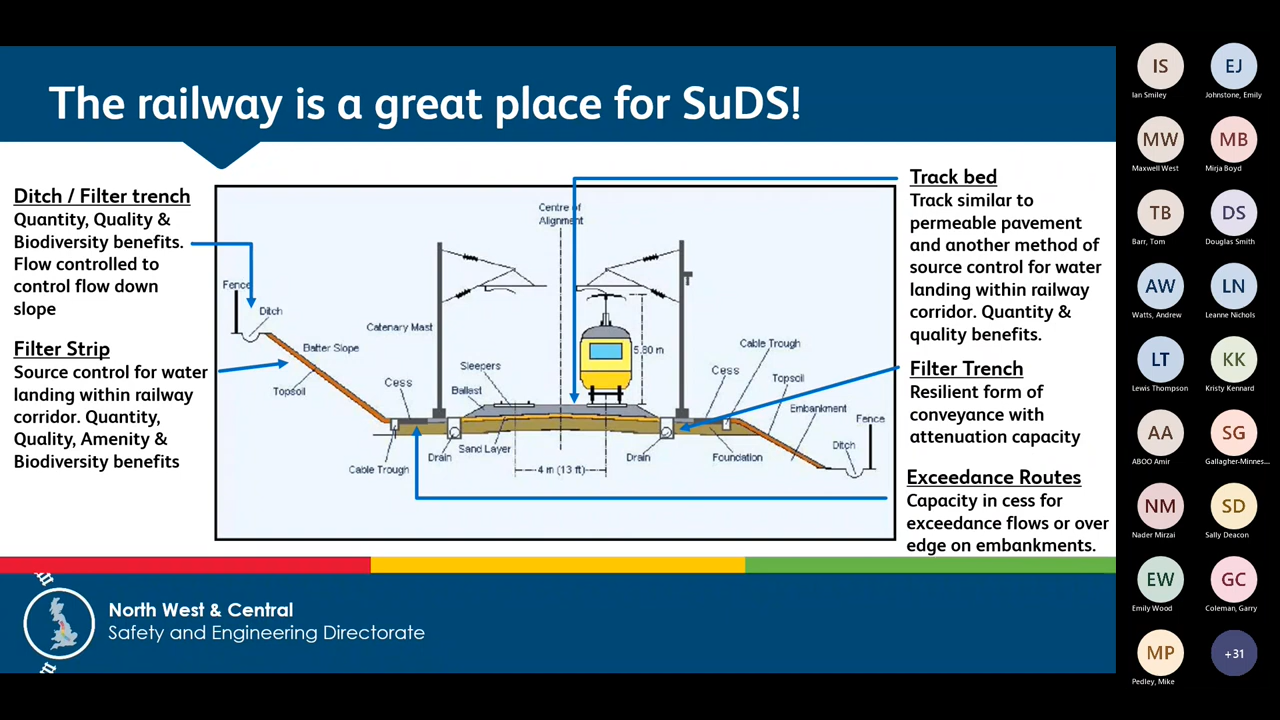 The railway is a great place for SuDS!
Ditch / Filter trench
Quantity, Quality &
Biodiversity benefits.
Flow controlled to
control flow down
slope
Filter Strip
Source control for water
landing within railway
corridor. Quantity,
Quality, Amenity &
Biodiversity benefits
Centre of
Alignment
Fence
Ditch
Batter Slope
Topsoil
Catenary Mast
Cess
Sleepers
Ballast
Cable Trough
Drain
Sand Layer
4 m (13 ft)
5.80 m
Drain
Foundation
Cess
Cable Trough
Topsoil
Embankment
Fence
Ditch
Track bed
Track similar to
permeable pavement
and another method of
source control for water
landing within railway
corridor. Quantity &
quality benefits.
Filter Trench
Resilient form of
conveyance with
attenuation capacity
Exceedance Routes
Capacity in cess for
exceedance flows or over
edge on embankments.
North West & Central
Safety and Engineering Directorate
IS
Ian Smiley
EJ
Johnstone, Emily
MW
Maxwell West
MB
Mirja Boyd
TB
Barr, Tom
DS
Douglas Smith
AW
Watts, Andrew
LN
Leanne Nichols
LT
Lewis Thompson
KK
Kristy Kennard
AA
ABOO Amir
SG
Gallagher-Minnes...
NM
Nader Mirzai
SD
Sally Deacon
EW
Emily Wood
GC
Coleman, Garry
MP
Pedley, Mike
+31